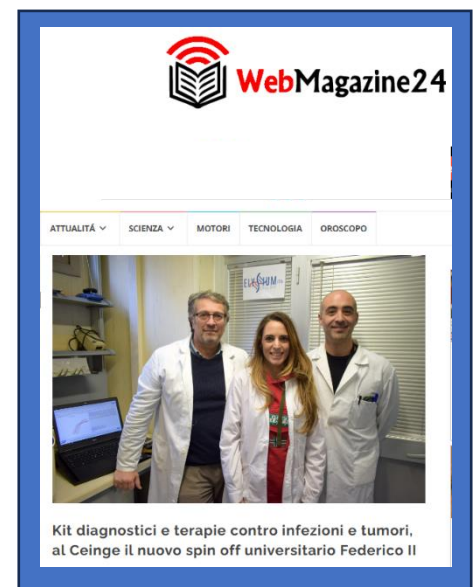 WebMagazine24
ATTUALITÁ SCIENZA MOTORI TECNOLOGIA OROSCOPO
Kit diagnostici e terapie contro infezioni e tumori,
al Ceinge il nuovo spin off universitario Federico II